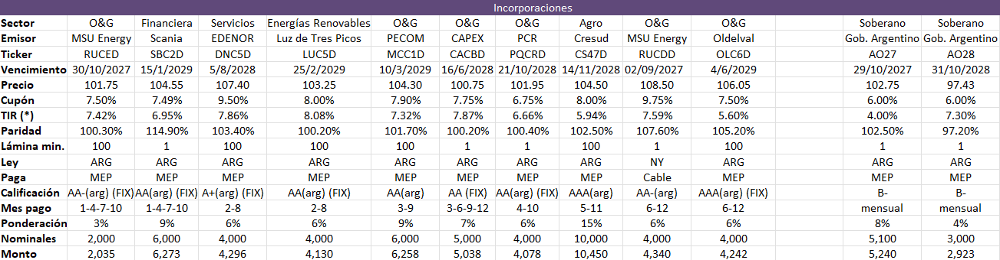 Incorporaciones
Sector O&G Financiera Servicios Energías Renovables O&G O&G O&G Agro O&G O&G Soberano Soberano
Emisor MSU Energy Scania EDENOR Luz de Tres Picos PECOM CAPEX PCR Cresud MSU Energy Oldelval Gob. Argentino Gob. Argentino
Ticker RUCED SBC2D DNC5D LUC5D MCC1D CACBD PQCRD CS47D RUCDD OLC6D AO27 AO28
Vencimiento 30/10/2027 15/1/2029 5/8/2028 25/2/2029 10/3/2029 16/6/2028 21/10/2028 14/11/2028 02/09/2027 4/6/2029 29/10/2027 31/10/2028
Precio 101.75 104.55 107.40 103.25 104.30 100.75 101.95 104.50 108.50 106.05 102.75 97.43
Cupón 7.50% 7.49% 9.50% 8.00% 7.90% 7.75% 6.75% 8.00% 9.75% 7.50% 6.00% 6.00%
TIR (*) 7.42% 6.95% 7.86% 8.08% 7.32% 7.87% 6.66% 5.94% 7.59% 5.60% 4.00% 7.30%
Paridad 100.30% 114.90% 103.40% 100.20% 101.70% 100.20% 100.40% 102.50% 107.60% 105.20% 102.50% 97.20%
Lámina min. 100 1 100 100 100 1 1 100 1 100 1 1
Ley ARG ARG ARG ARG ARG ARG ARG ARG NY ARG ARG ARG
Paga MEP MEP MEP MEP MEP MEP MEP MEP Cable MEP MEP MEP
Calificación AA-(arg) (FIX) AA(arg) (FIX) A+(arg) (FIX) AA(arg) (FIX) AA(arg) AA (FIX) AA(arg) (FIX) AAA(arg) AA-(arg) AAA(arg) (FIX) B- B-
Mes pago 1-4-7-10 1-4-7-10 2-8 2-8 3-9 3-6-9-12 4-10 5-11 6-12 6-12 mensual mensual
Ponderación 3% 9% 6% 6% 9% 7% 6% 15% 6% 6% 8% 4%
Nominales 2,000 6,000 4,000 4,000 6,000 5,000 4,000 10,000 4,000 4,000 5,100 3,000
Monto 2,035 6,273 4,296 4,130 6,258 5,038 4,078 10,450 4,340 4,242 5,240 2,923